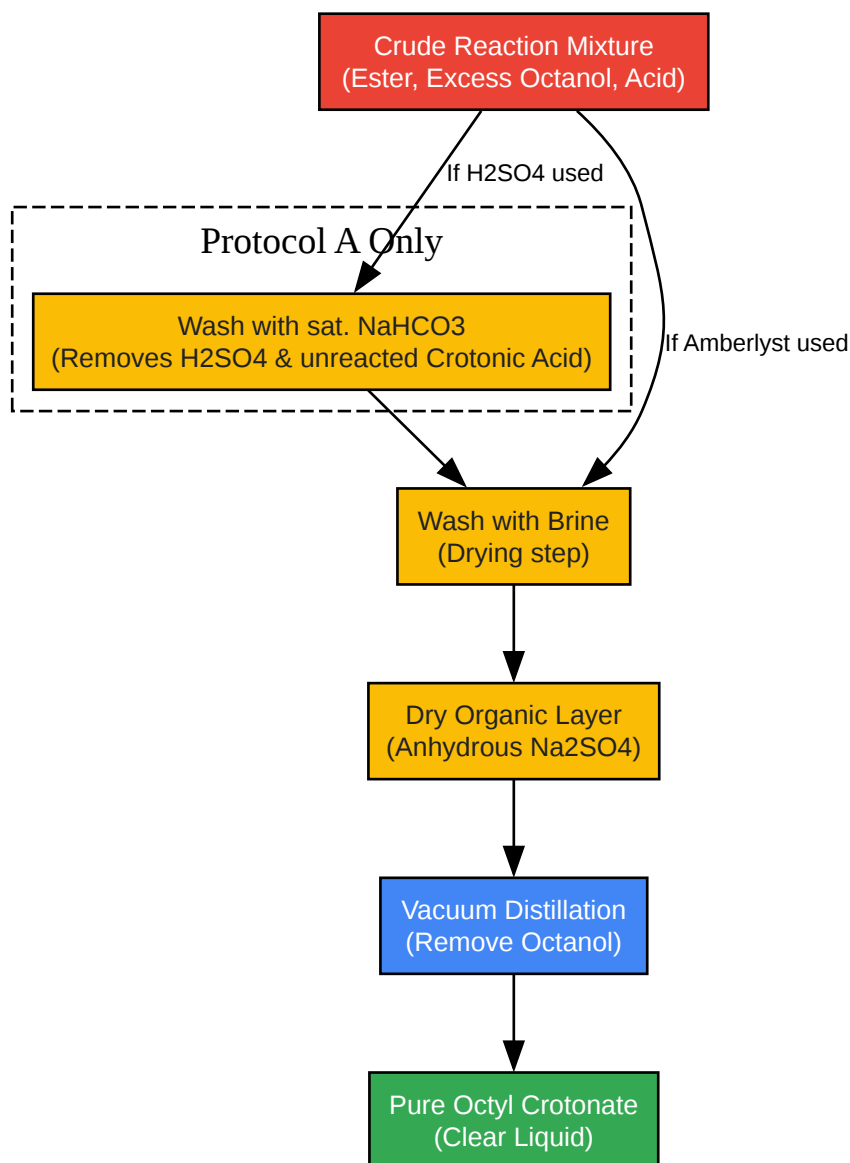 Crude Reaction Mixture
(Ester, Excess Octanol, Acid)
If H2SO4 used
Protocol A Only
Wash with sat. NaHCO3
(Removes H2SO4 & unreacted Crotonic Acid)
If Amberlyst used
Wash with Brine
(Drying step)
Dry Organic Layer
(Anhydrous Na2SO4)
Vacuum Distillation
(Remove Octanol)
Pure Octyl Crotonate
(Clear Liquid)